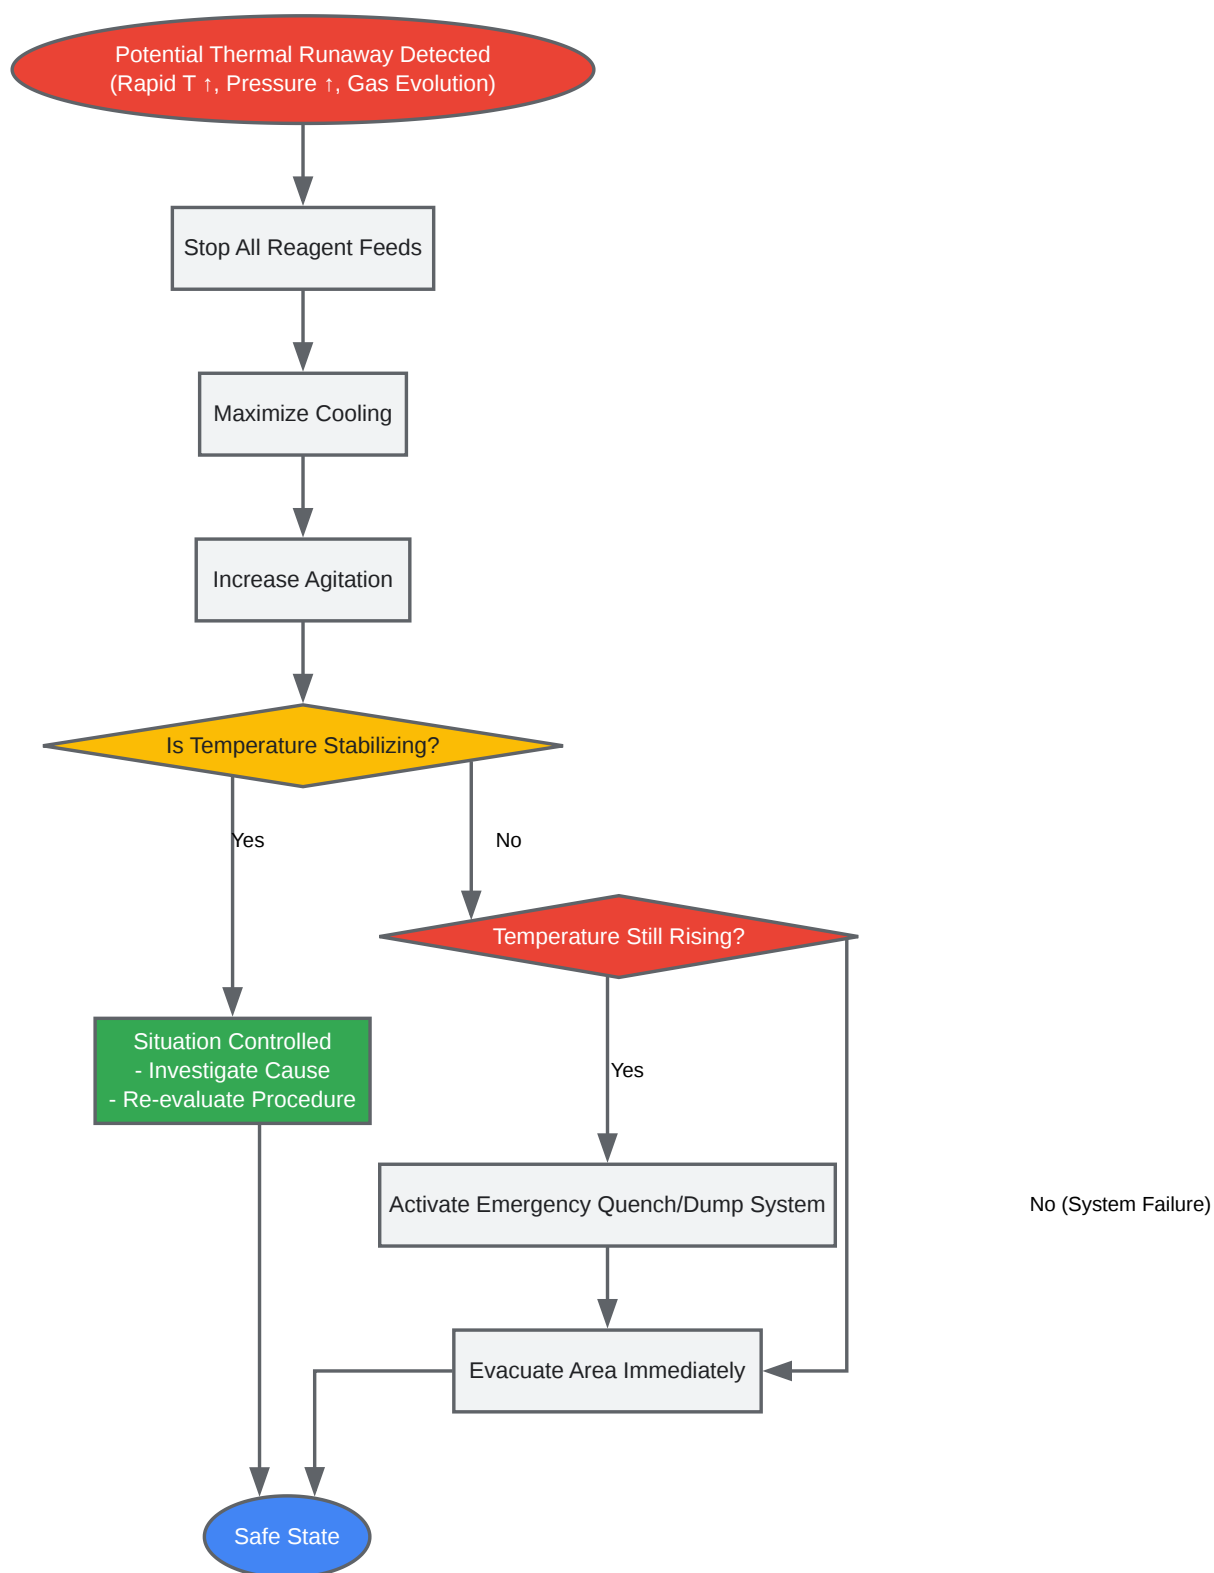 Potential Thermal Runaway Detected
(Rapid T ↑, Pressure ↑, Gas Evolution)
Stop All Reagent Feeds
Maximize Cooling
Increase Agitation
Is Temperature Stabilizing?
Yes
No
Temperature Still Rising?
Situation Controlled
- Investigate Cause
- Re-evaluate Procedure
Yes
Activate Emergency Quench/Dump System
No (System Failure)
Evacuate Area Immediately
Safe State